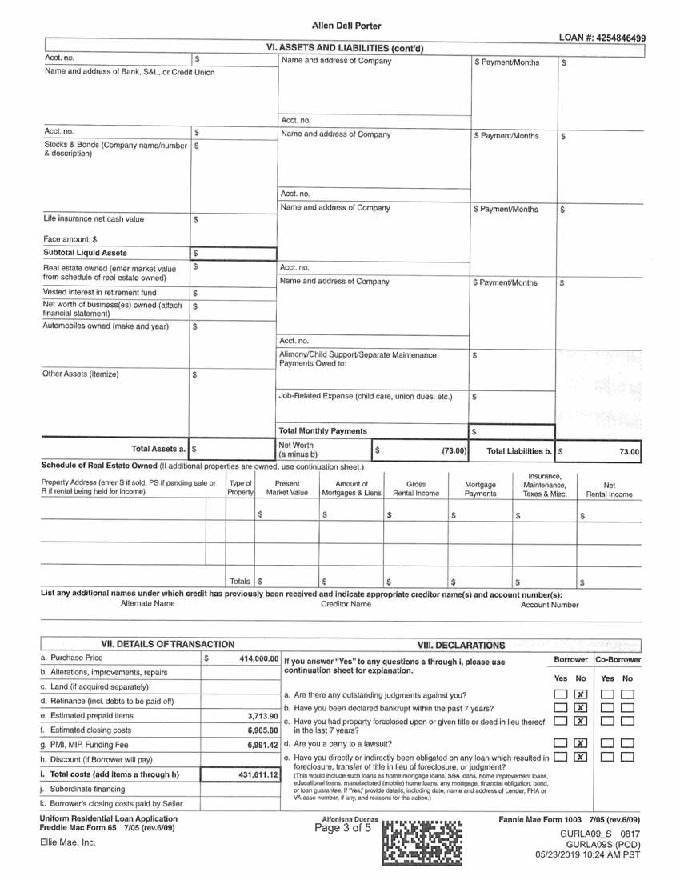 Allen Dell Porter
LOAN #: 4254846499
VI. ASSETS AND LIABILITIES (cont'd)
Acct. no. $
Name and address of Bank, S&L, or Credit Union
Name and address of Company $ Payment/Months $
Acct. no.
Acct. no. $
Name and address of Company $ Payment/Months $
Stocks & Bonds (Company name/number & description) $
Acct. no.
Name and address of Company $ Payment/Months $
Life insurance net cash value $
Face amount: $
Subtotal Liquid Assets $
Real estate owned (enter market value from schedule of real estate owned) $
Acct. no.
Name and address of Company $ Payment/Months $
Vested interest in retirement fund $
Net worth of business(es) owned (attach financial statement) $
Automobiles owned (make and year) $
Acct. no.
Alimony/Child Support/Separate Maintenance Payments Owed to: $
Other Assets (itemize) $
Job-Related Expense (child care, union dues, etc.) $
Total Monthly Payments $
Total Assets a. $
Net Worth (a minus b) $ (73.00)
Total Liabilities b. $ 73.00
Schedule of Real Estate Owned (If additional properties are owned, use continuation sheet.)
Property Address (enter S if sold, PS if pending sale or R if rental being held for income)
Type of Property
Present Market Value
Amount of Mortgages & Liens
Gross Rental Income
Mortgage Payments
Insurance, Maintenance, Taxes & Misc.
Net Rental Income
$ $ $ $ $ $
Totals $ $ $ $ $ $
List any additional names under which credit has previously been received and indicate appropriate creditor name(s) and account number(s):
Alternate Name Creditor Name Account Number
VII. DETAILS OF TRANSACTION
a. Purchase Price $ 414,000.00
b. Alterations, improvements, repairs
c. Land (if acquired separately)
d. Refinance (incl. debts to be paid off)
e. Estimated prepaid items 3,713.90
f. Estimated closing costs 6,905.80
g. PMI, MIP, Funding Fee 6,991.42
h. Discount (if Borrower will pay)
i. Total costs (add items a through h) 431,611.12
j. Subordinate financing
k. Borrower's closing costs paid by Seller
VIII. DECLARATIONS
If you answer "Yes" to any questions a through i, please use continuation sheet for explanation.
Borrower Co-Borrower
Yes No Yes No
a. Are there any outstanding judgments against you? X
b. Have you been declared bankrupt within the past 7 years? X
c. Have you had property foreclosed upon or given title or deed in lieu thereof in the last 7 years? X
d. Are you a party to a lawsuit? X
e. Have you directly or indirectly been obligated on any loan which resulted in foreclosure, transfer of title in lieu of foreclosure, or judgment? X
(This would include such loans as home mortgage loans, SBA loans, home improvement loans, educational loans, manufactured (mobile) home loans, any mortgage, financial obligation, bond, or loan guarantee. If "Yes," provide details, including date, name and address of Lender, FHA or VA case number, if any, and reasons for the action.)
Uniform Residential Loan Application
Freddie Mac Form 65 7/05 (rev.6/09)
Page 3 of 5
Fannie Mae Form 1003 7/05 (rev.6/09)
Ellie Mae, Inc.
GURLA09_S 0817
GURLA09S (POD)
05/23/2019 10:24 AM PST